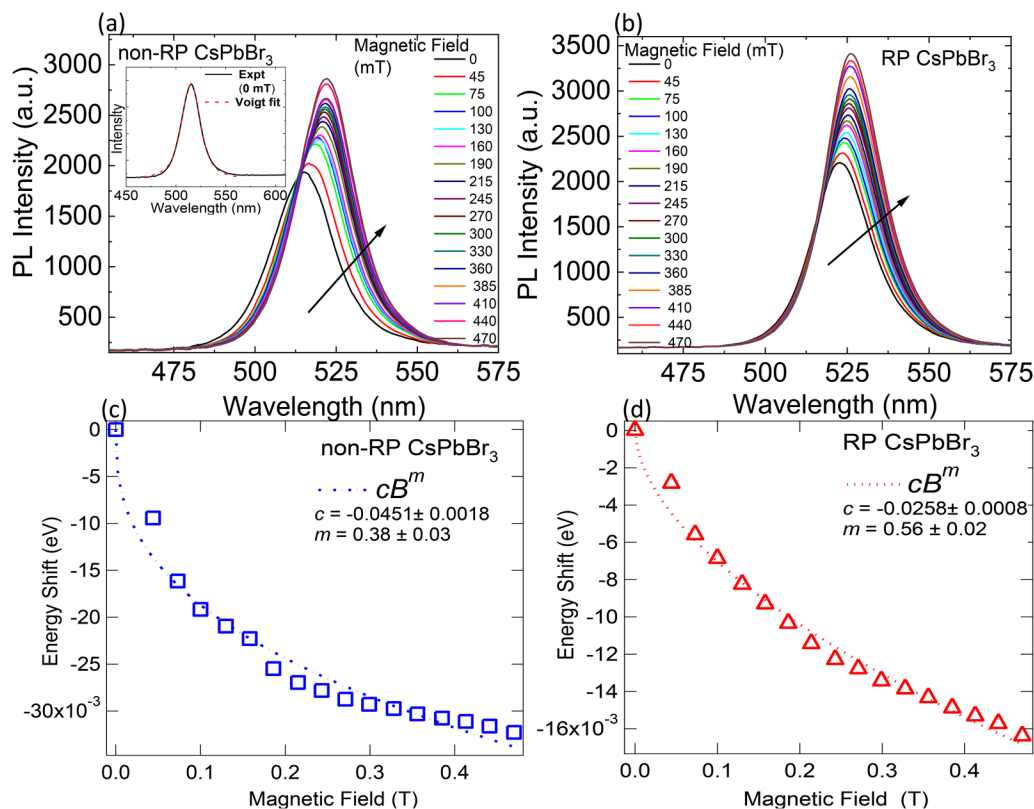 (a)
non-RP CsPbBr3
Magnetic Field
(mT)
0
45
75
100
130
160
190
215
245
270
300
330
360
385
410
440
470
Expt
(0 mT)
Voigt fit
Intensity
450 500 550 600
Wavelength (nm)
PL Intensity (a.u.)
3000
2500
2000
1500
1000
500
475 500 525 550 575
Wavelength (nm)
(b)
Magnetic Field (mT)
RP CsPbBr3
0
45
75
100
130
160
190
215
245
270
300
330
360
385
410
440
470
PL Intensity (a.u.)
3500
3000
2500
2000
1500
1000
500
475 500 525 550 575
Wavelength (nm)
(c)
non-RP CsPbBr3
cB^m
c = -0.0451± 0.0018
m = 0.38 ± 0.03
Energy Shift (eV)
0
-5
-10
-15
-20
-25
-30x10^-3
0.0 0.1 0.2 0.3 0.4
Magnetic Field (T)
(d)
RP CsPbBr3
cB^m
c = -0.0258± 0.0008
m = 0.56 ± 0.02
Energy Shift (eV)
0
-2
-4
-6
-8
-10
-12
-14
-16x10^-3
0.0 0.1 0.2 0.3 0.4
Magnetic Field (T)